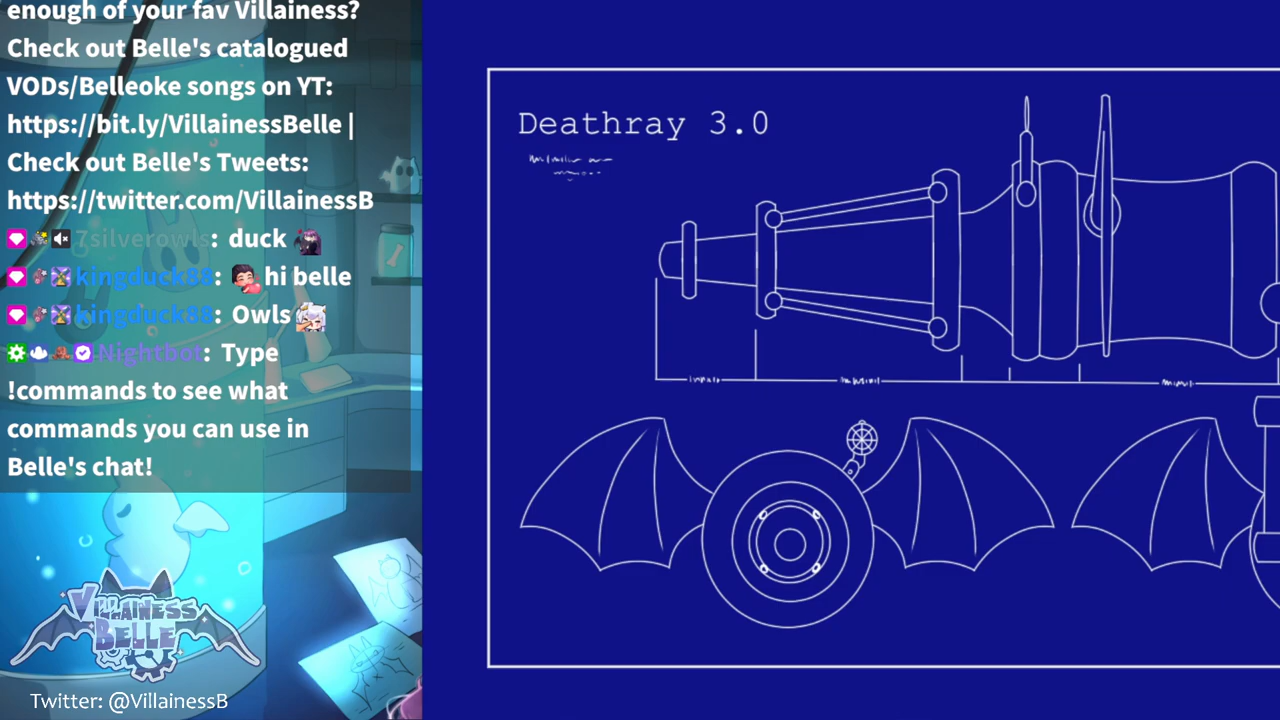 enough of your fav Villainess?
Check out Belle's catalogued
VODs/Belleoke songs on YT:
https://bit.ly/VillainessBelle |
Check out Belle's Tweets:
https://twitter.com/VillainessB
7silverowls: duck
kingduck88: hi belle
kingduck88: Owls
Nightbot: Type
!commands to see what
commands you can use in
Belle's chat!
VILLAINESS
BELLE
Twitter: @VillainessB
Deathray 3.0